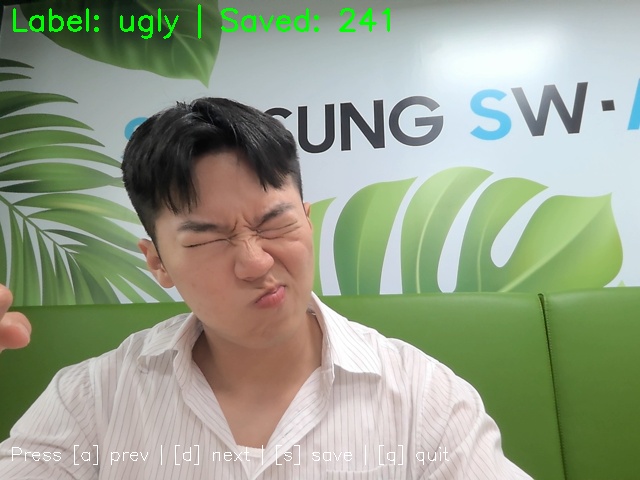 Label: ugly | Saved: 241
SUNG SW·
Press [a] prev | [d] next | [s] save | [q] quit